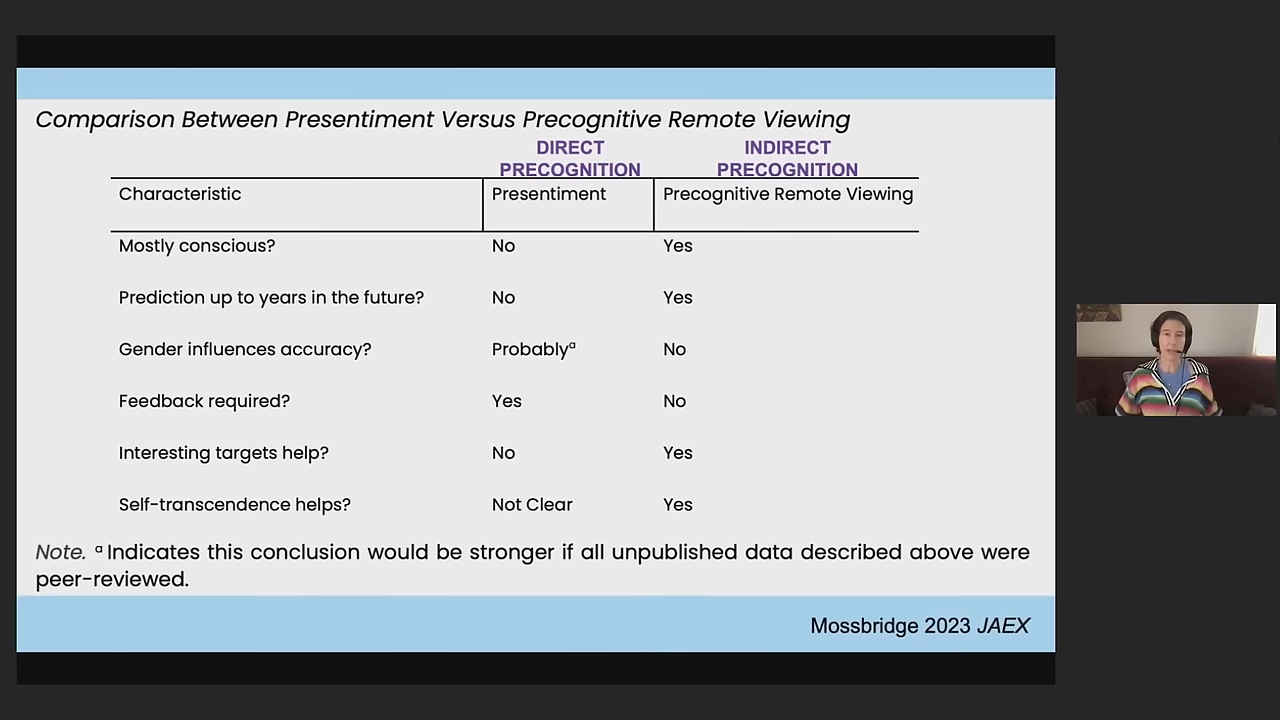 Comparison Between Presentiment Versus Precognitive Remote Viewing
DIRECT PRECOGNITION
INDIRECT PRECOGNITION
Characteristic Presentiment Precognitive Remote Viewing
Mostly conscious? No Yes
Prediction up to years in the future? No Yes
Gender influences accuracy? Probablyᵃ No
Feedback required? Yes No
Interesting targets help? No Yes
Self-transcendence helps? Not Clear Yes
Note. ᵃ Indicates this conclusion would be stronger if all unpublished data described above were
peer-reviewed.
Mossbridge 2023 JAEX